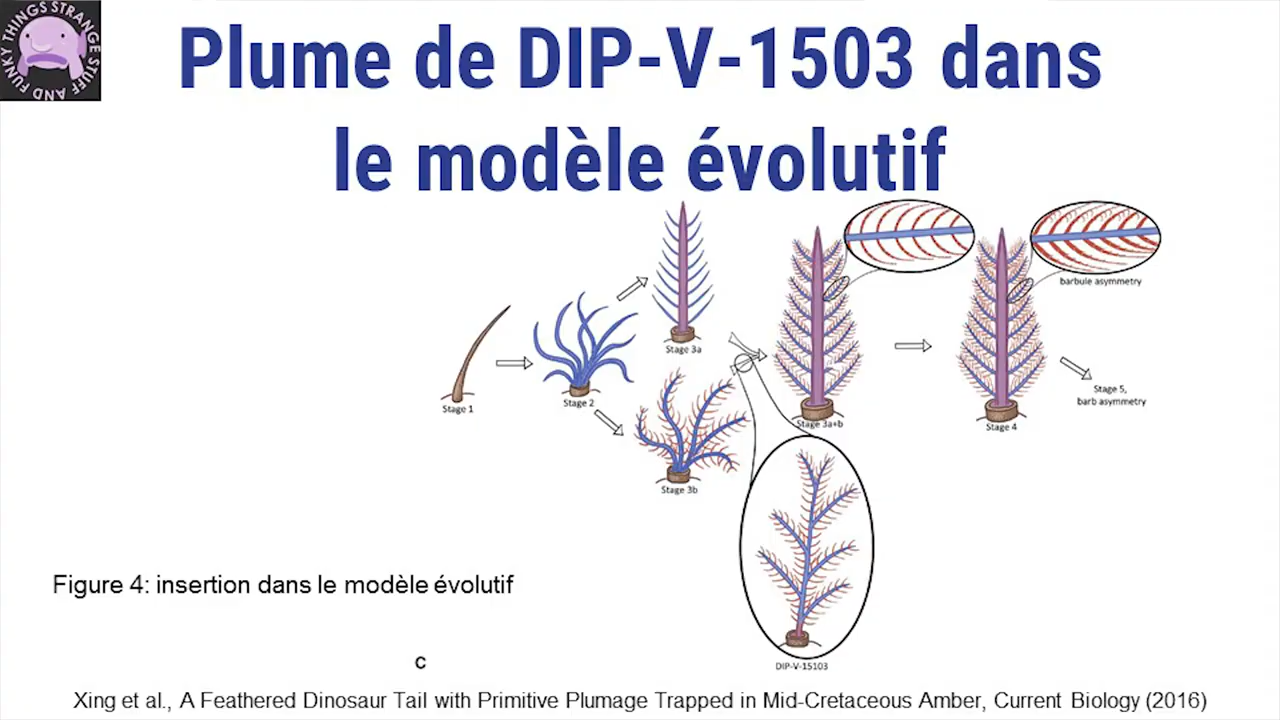 FUNKY THINGS STRANGE STUFF AND
Plume de DIP-V-1503 dans
le modèle évolutif
barbule asymmetry
Stage 3a
Stage 1
Stage 2
Stage 5,
barb asymmetry
Stage 3a+b
Stage 4
Stage 3b
Figure 4: insertion dans le modèle évolutif
DIP-V-15103
c
Xing et al., A Feathered Dinosaur Tail with Primitive Plumage Trapped in Mid-Cretaceous Amber, Current Biology (2016)